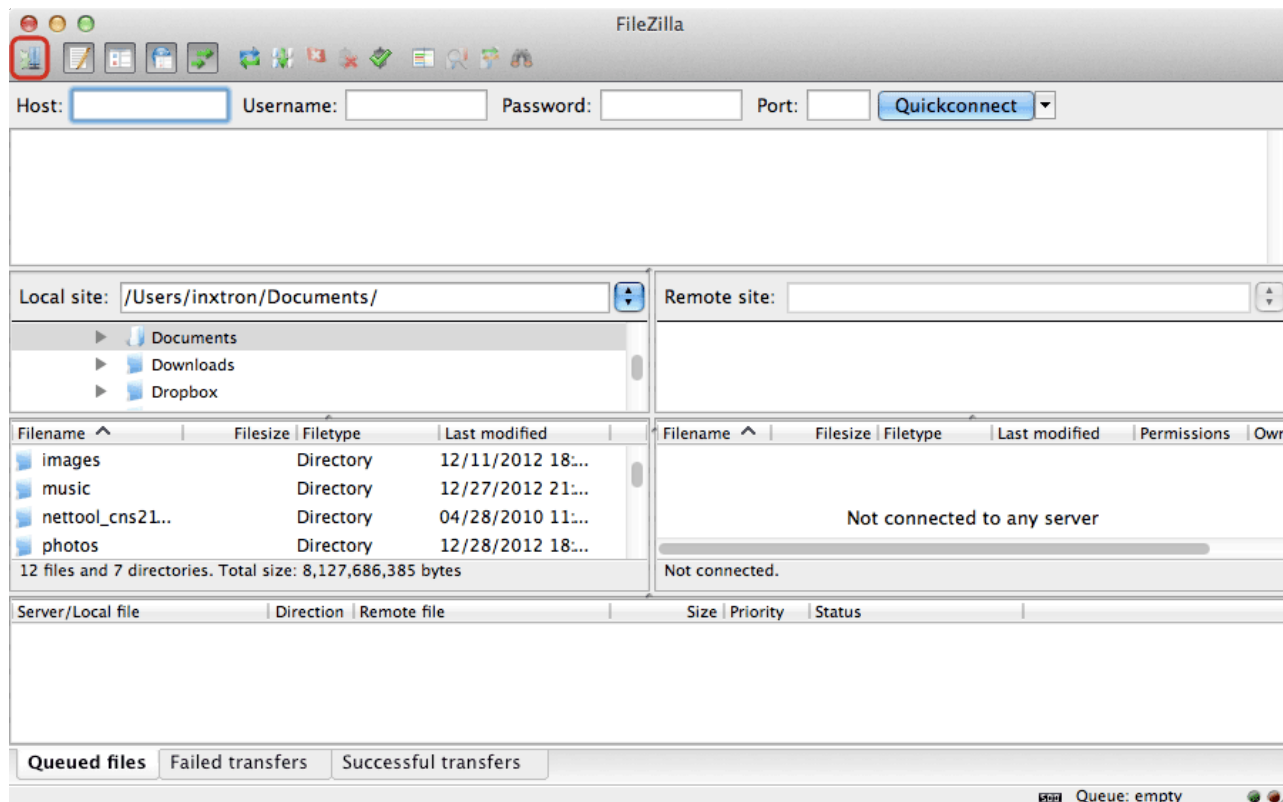 FileZilla
Host: Username: Password: Port: Quickconnect
Local site: /Users/inxtron/Documents/ Remote site:
Documents
Downloads
Dropbox
Filename Filesize Filetype Last modified Filename Filesize Filetype Last modified Permissions Own
images Directory 12/11/2012 18:...
music Directory 12/27/2012 21:...
nettool_cns21... Directory 04/28/2010 11:...
Not connected to any server
photos Directory 12/28/2012 18:...
12 files and 7 directories. Total size: 8,127,686,385 bytes Not connected.
Server/Local file Direction Remote file Size Priority Status
Queued files Failed transfers Successful transfers
Queue: empty